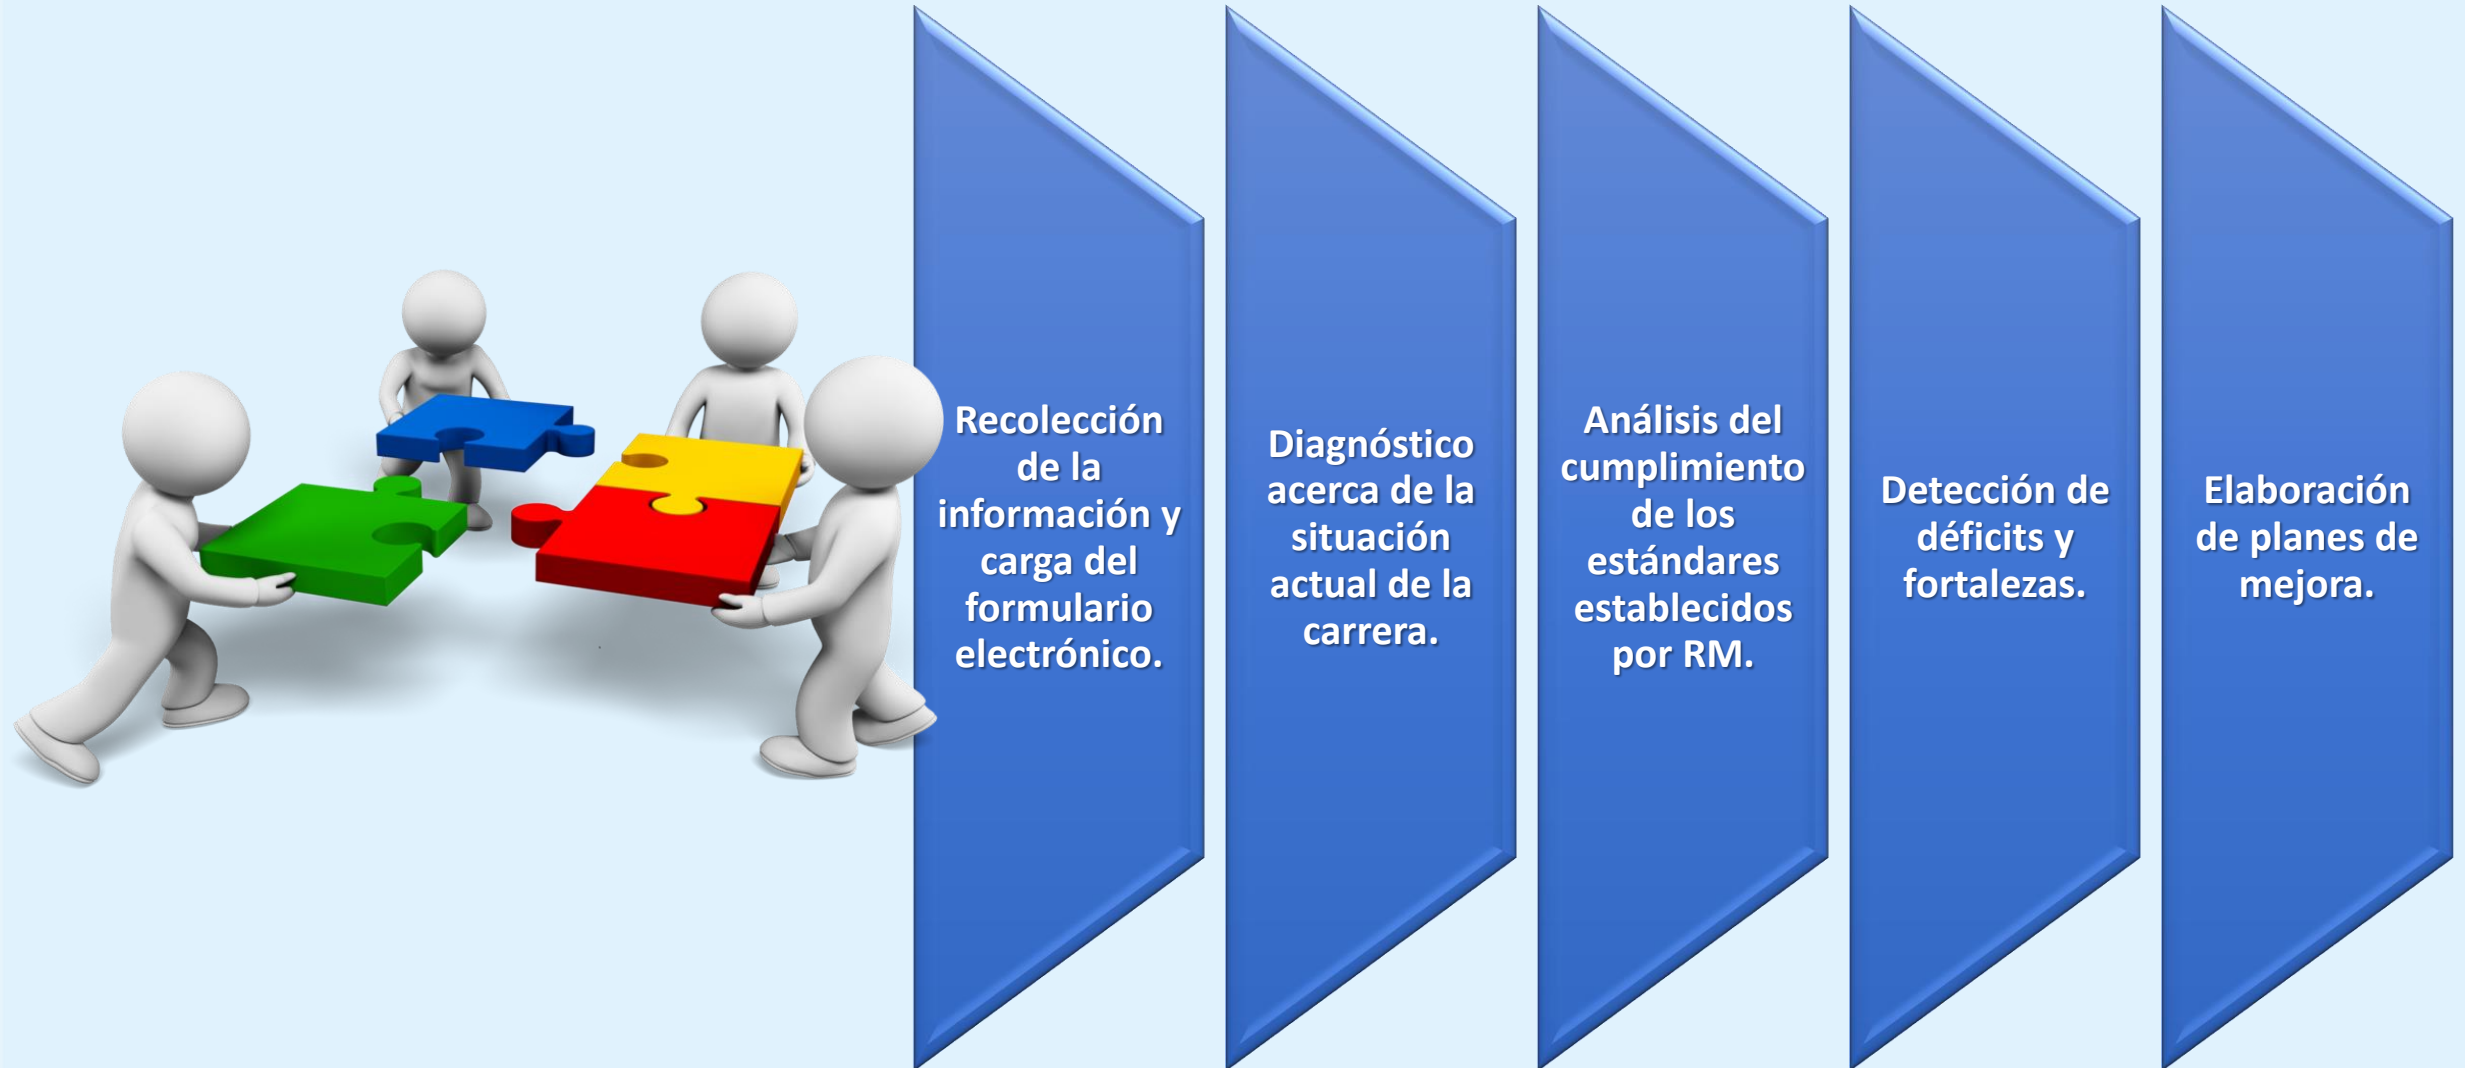 Recolección
de la
información y
carga del
formulario
electrónico.
Diagnóstico
acerca de la
situación
actual de la
carrera.
Análisis del
cumplimiento
de los
estándares
establecidos
por RM.
Detección de
déficits y
fortalezas.
Elaboración
de planes de
mejora.